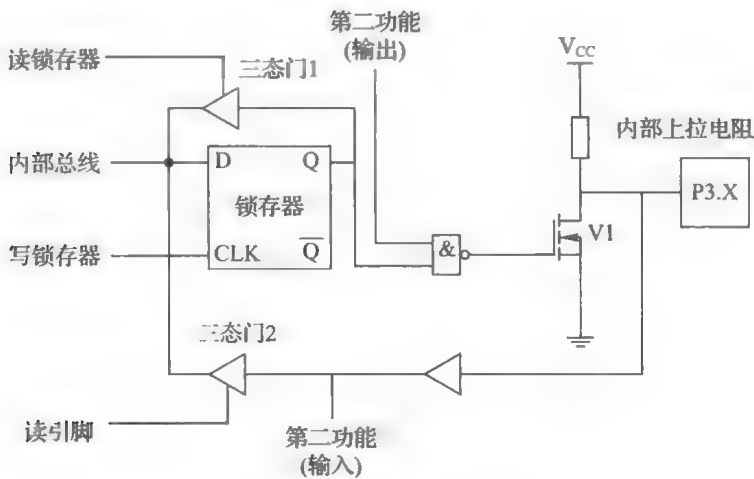 第二功能
(输出)
V_CC
读锁存器
三态门1
内部上拉电阻
内部总线
D
Q
P3.X
锁存器
&
V1
写锁存器
CLK
Q̅
三态门2
读引脚
第二功能
(输入)